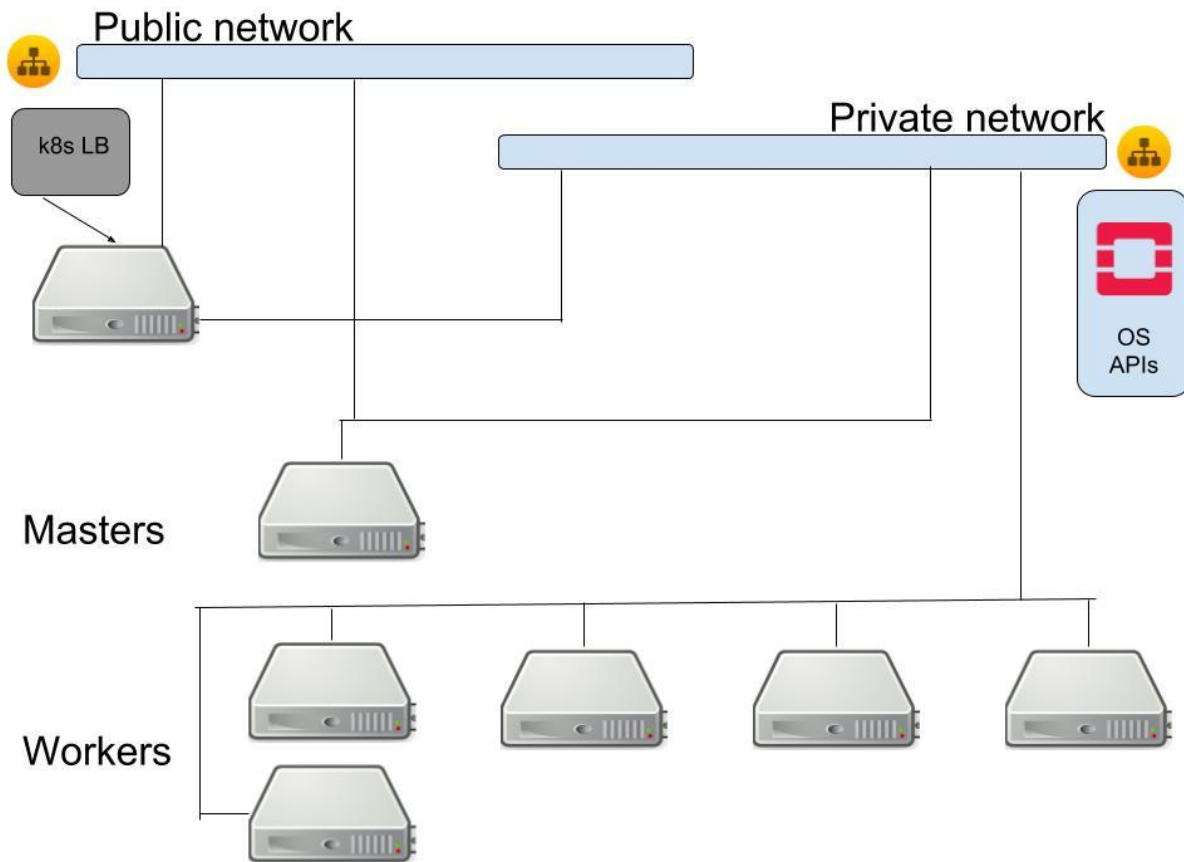 Public network
Private network
k8s LB
OS
APIs
Masters
Workers